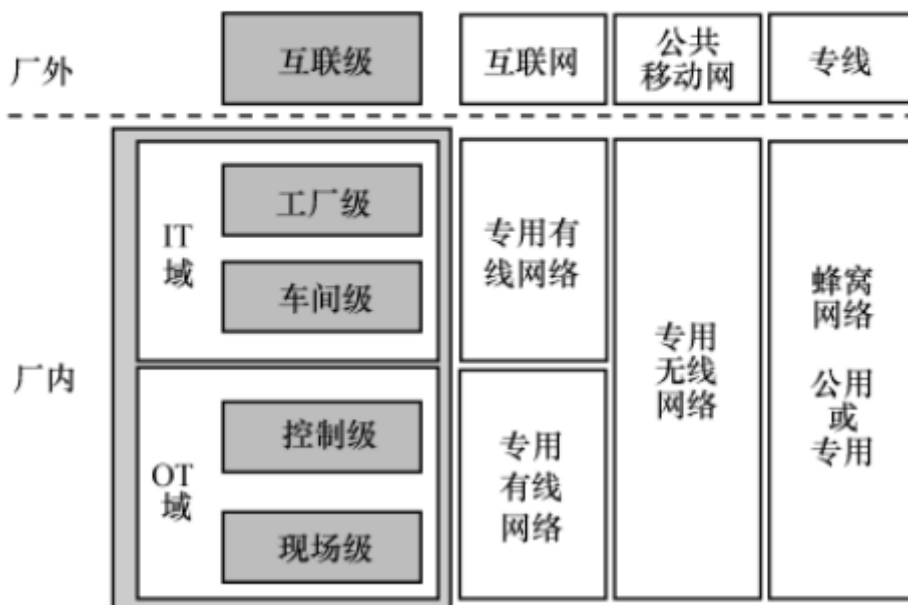 厂外
互联级
互联网
公共
移动网
专线
厂内
IT
域
工厂级
车间级
OT
域
控制级
现场级
专用有
线网络
专用
有线
网络
专用
无线
网络
蜂窝
网络
公用
或
专用